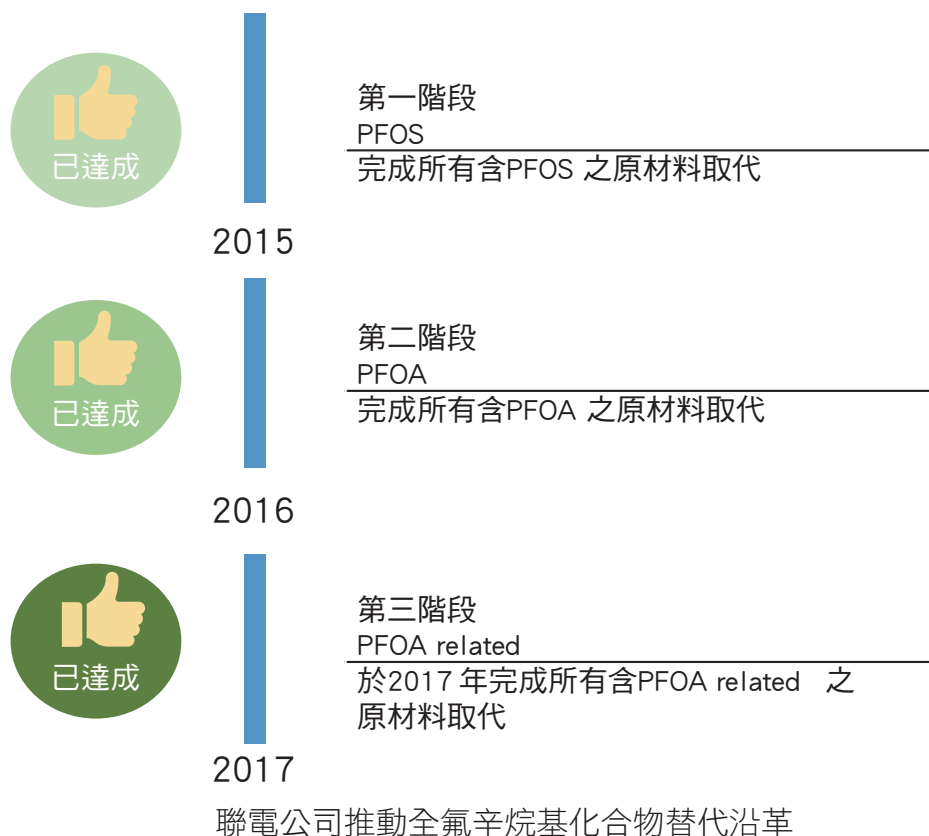 已達成
第一階段
PFOS
完成所有含PFOS 之原材料取代
2015
已達成
第二階段
PFOA
完成所有含PFOA 之原材料取代
2016
已達成
第三階段
PFOA related
於2017 年完成所有含PFOA related 之
原材料取代
2017
聯電公司推動全氟辛烷基化合物替代沿革